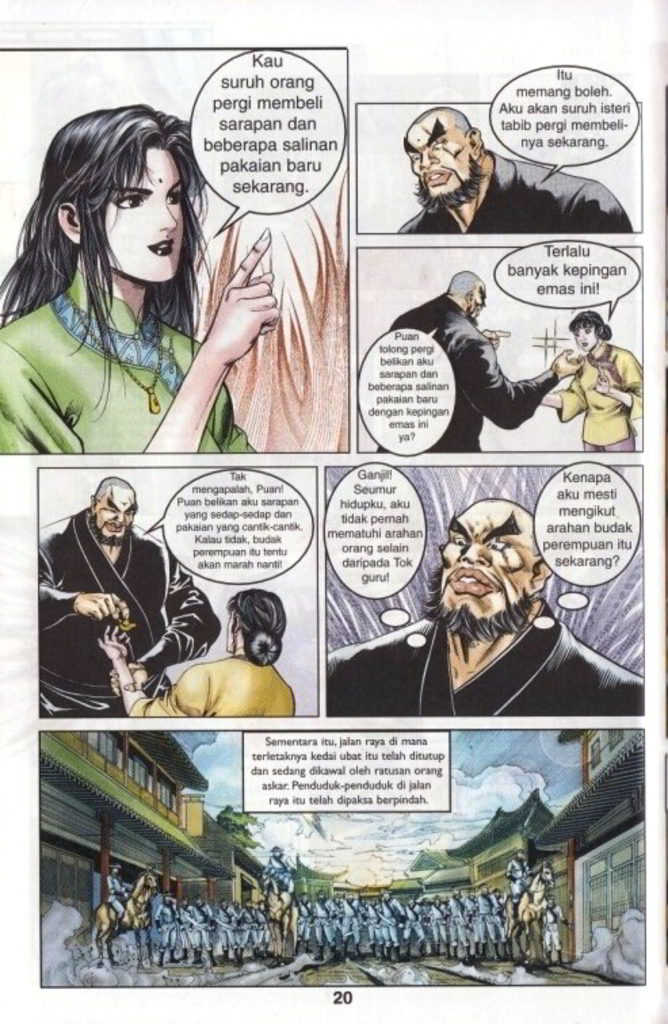 Kau
suruh orang
pergi membeli
sarapan dan
beberapa salinan
pakaian baru
sekarang.
Itu
memang boleh.
Aku akan suruh isteri
tabib pergi membeli-
nya sekarang.
Terlalu
banyak kepingan
emas ini!
Puan
tolong pergi
belikan aku
sarapan dan
beberapa salinan
pakaian baru
dengan kepingan
emas ini
ya?
Tak
mengapalah, Puan!
Puan belikan aku sarapan
yang sedap-sedap dan
pakaian yang cantik-cantik.
Kalau tidak, budak
perempuan itu tentu
akan marah nanti!
Ganjil!
Seumur
hidupku, aku
tidak pernah
mematuhi arahan
orang selain
daripada Tok
guru!
Kenapa
aku mesti
mengikut
arahan budak
perempuan itu
sekarang?
Sementara itu, jalan raya di mana
terletaknya kedai ubat itu telah ditutup
dan sedang dikawal oleh ratusan orang
askar. Penduduk-penduduk di jalan
raya itu telah dipaksa berpindah.
20